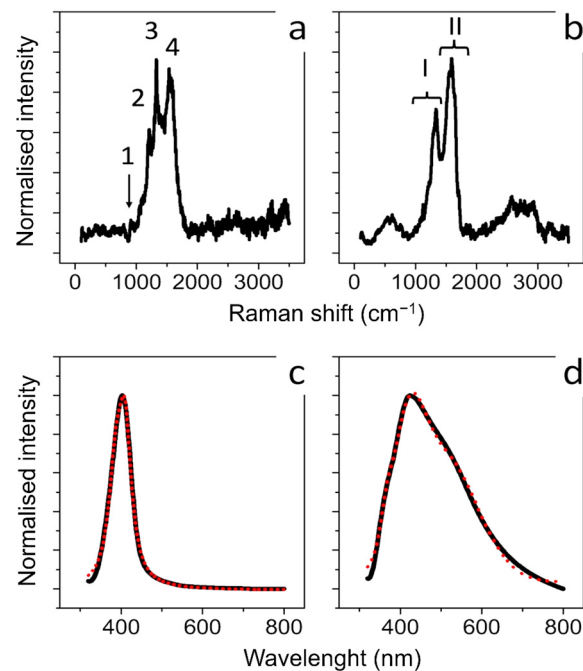 a
b
3
4
2
1
I
II
Normalised intensity
0 1000 2000 3000
0 1000 2000 3000
Raman shift (cm⁻¹)
c
d
Normalised intensity
400 600 800
400 600 800
Wavelenght (nm)